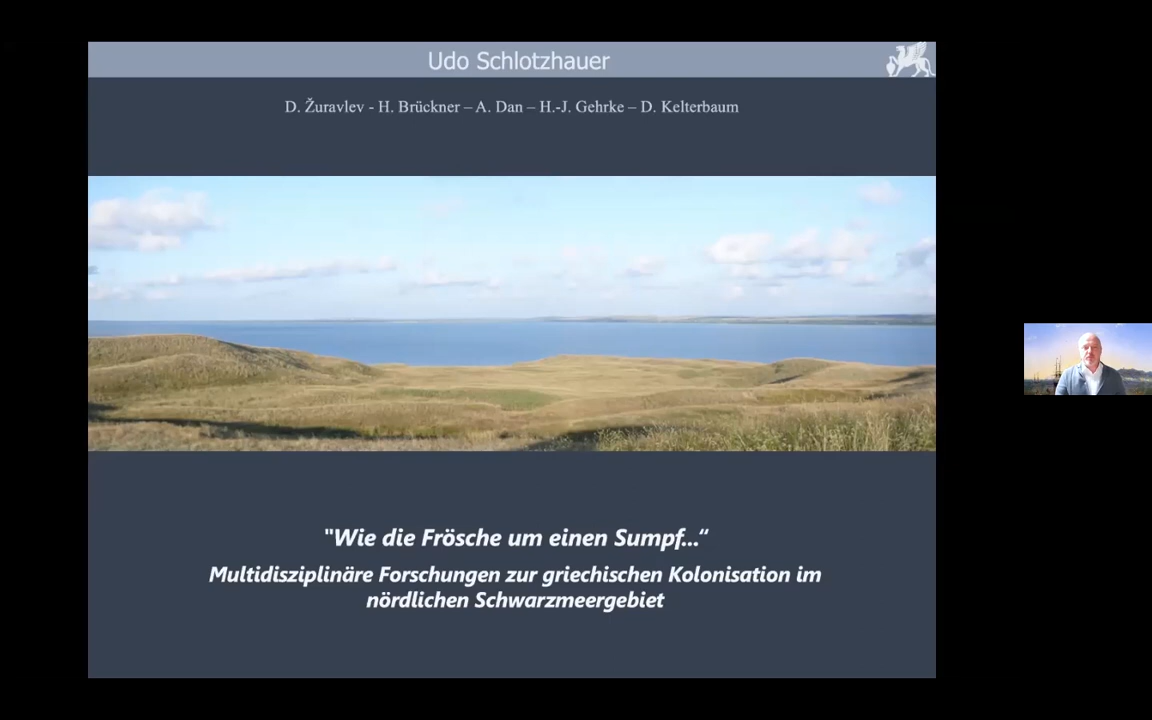 Udo Schlotzhauer
D. Žuravlev - H. Brückner – A. Dan – H.-J. Gehrke – D. Kelterbaum
"Wie die Frösche um einen Sumpf…“
Multidisziplinäre Forschungen zur griechischen Kolonisation im
nördlichen Schwarzmeergebiet